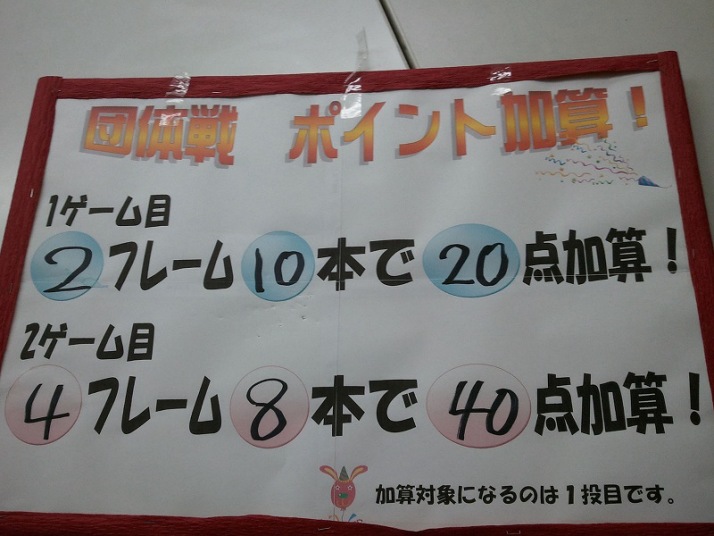 団体戦 ポイント加算！
1ゲーム目
2フレーム10本で20点加算！
2ゲーム目
4フレーム8本で40点加算！
加算対象になるのは1投目です。